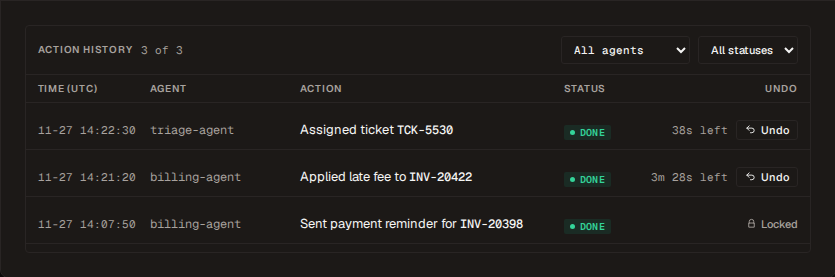 ACTION HISTORY 3 of 3 All agents All statuses
TIME (UTC) AGENT ACTION STATUS UNDO
11-27 14:22:30 triage-agent Assigned ticket TCK-5530 DONE 38s left Undo
11-27 14:21:20 billing-agent Applied late fee to INV-20422 DONE 3m 28s left Undo
11-27 14:07:50 billing-agent Sent payment reminder for INV-20398 DONE Locked